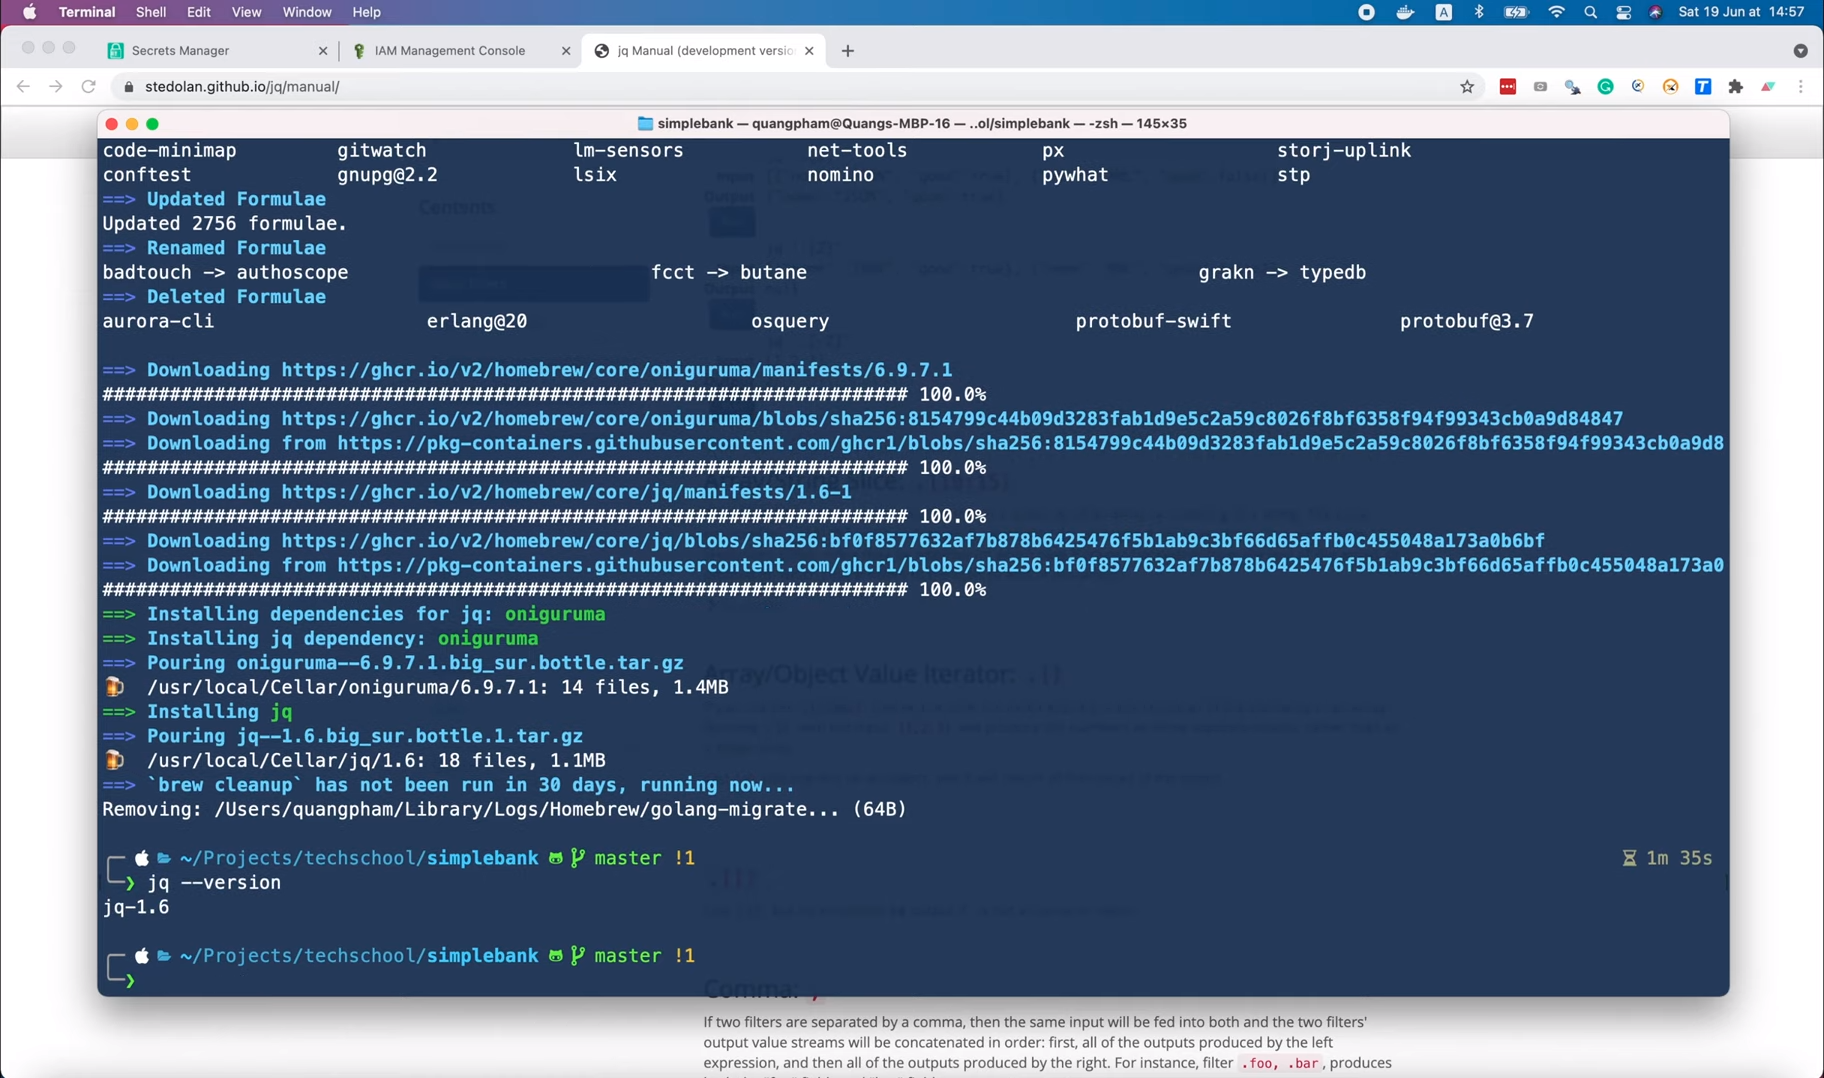 Terminal Shell Edit View Window Help A Sat 19 Jun at 14:57
Secrets Manager IAM Management Console jq Manual (development versio
stedolan.github.io/jq/manual/
simplebank — quangpham@Quangs-MBP-16 — ..ol/simplebank — -zsh — 145×35
code-minimap gitwatch lm-sensors net-tools px storj-uplink
conftest gnupg@2.2 lsix nomino pywhat stp
==> Updated Formulae
Updated 2756 formulae.
==> Renamed Formulae
badtouch -> authoscope fcct -> butane grakn -> typedb
==> Deleted Formulae
aurora-cli erlang@20 osquery protobuf-swift protobuf@3.7
==> Downloading https://ghcr.io/v2/homebrew/core/oniguruma/manifests/6.9.7.1
######################################################################## 100.0%
==> Downloading https://ghcr.io/v2/homebrew/core/oniguruma/blobs/sha256:8154799c44b09d3283fab1d9e5c2a59c8026f8bf6358f94f99343cb0a9d84847
==> Downloading from https://pkg-containers.githubusercontent.com/ghcr1/blobs/sha256:8154799c44b09d3283fab1d9e5c2a59c8026f8bf6358f94f99343cb0a9d8
######################################################################## 100.0%
==> Downloading https://ghcr.io/v2/homebrew/core/jq/manifests/1.6-1
######################################################################## 100.0%
==> Downloading https://ghcr.io/v2/homebrew/core/jq/blobs/sha256:bf0f8577632af7b878b6425476f5b1ab9c3bf66d65affb0c455048a173a0b6bf
==> Downloading from https://pkg-containers.githubusercontent.com/ghcr1/blobs/sha256:bf0f8577632af7b878b6425476f5b1ab9c3bf66d65affb0c455048a173a0
######################################################################## 100.0%
==> Installing dependencies for jq: oniguruma
==> Installing jq dependency: oniguruma
==> Pouring oniguruma--6.9.7.1.big_sur.bottle.tar.gz
🍺 /usr/local/Cellar/oniguruma/6.9.7.1: 14 files, 1.4MB
==> Installing jq
==> Pouring jq--1.6.big_sur.bottle.1.tar.gz
🍺 /usr/local/Cellar/jq/1.6: 18 files, 1.1MB
==> `brew cleanup` has not been run in 30 days, running now...
Removing: /Users/quangpham/Library/Logs/Homebrew/golang-migrate... (64B)
~/Projects/techschool/simplebank master !1 1m 35s
❯ jq --version
jq-1.6
~/Projects/techschool/simplebank master !1
❯
Comma: ,
If two filters are separated by a comma, then the same input will be fed into both and the two filters'
output value streams will be concatenated in order: first, all of the outputs produced by the left
expression, and then all of the outputs produced by the right. For instance, filter .foo, .bar, produces